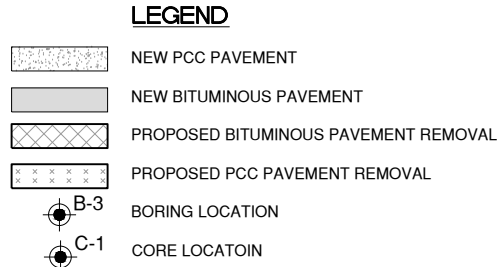 LEGEND
NEW PCC PAVEMENT
NEW BITUMINOUS PAVEMENT
PROPOSED BITUMINOUS PAVEMENT REMOVAL
PROPOSED PCC PAVEMENT REMOVAL
B-3 BORING LOCATION
C-1 CORE LOCATOIN